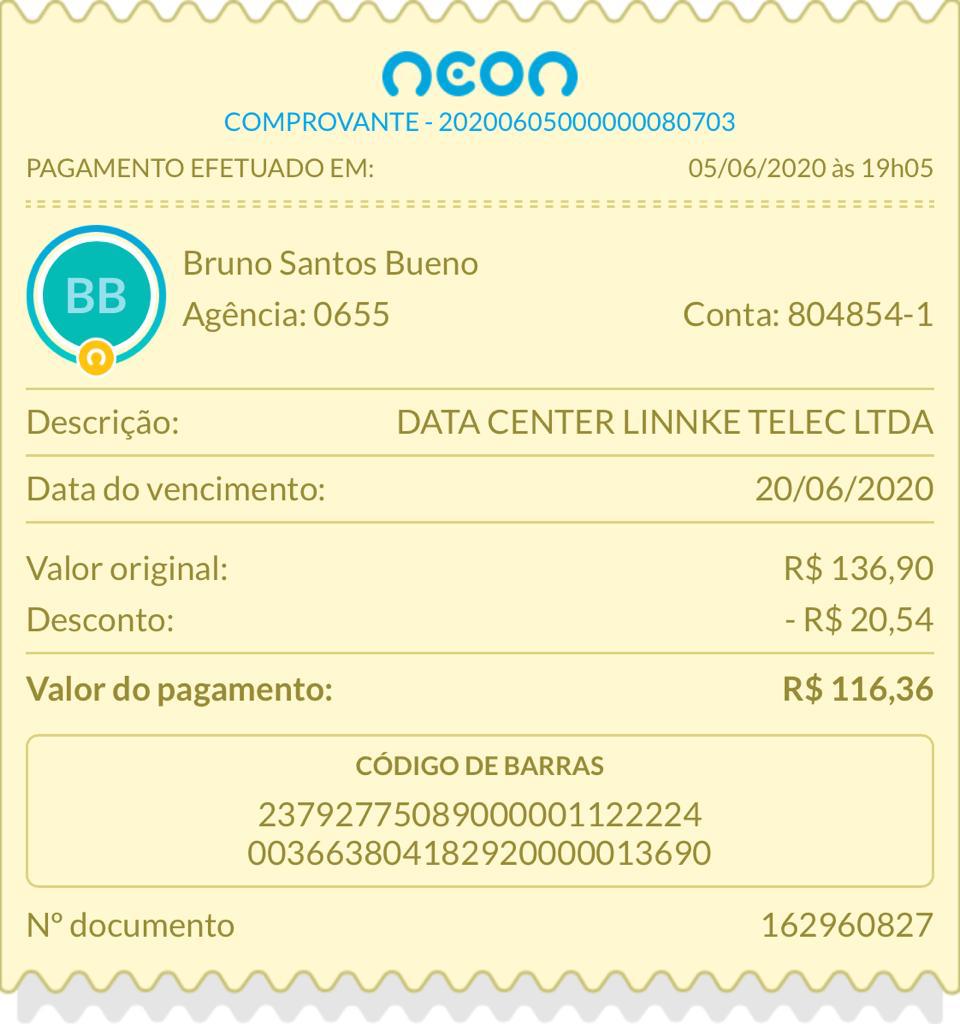 neon
COMPROVANTE - 20200605000000080703
PAGAMENTO EFETUADO EM: 05/06/2020 às 19h05
BB
Bruno Santos Bueno
Agência: 0655 Conta: 804854-1
Descrição: DATA CENTER LINNKE TELEC LTDA
Data do vencimento: 20/06/2020
Valor original: R$ 136,90
Desconto: - R$ 20,54
Valor do pagamento: R$ 116,36
CÓDIGO DE BARRAS
23792775089000001122224
003663804182920000013690
Nº documento 162960827